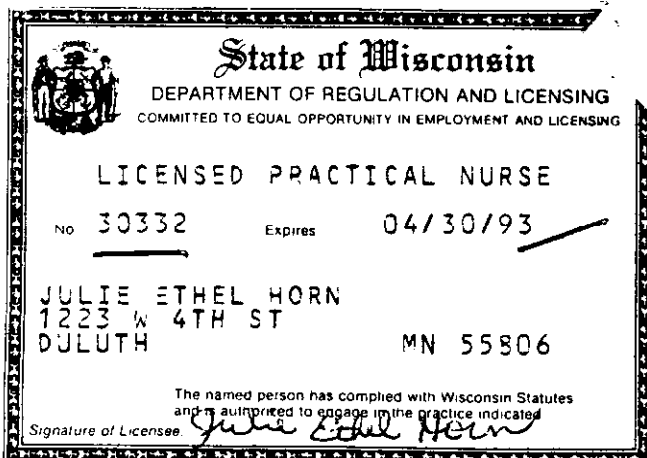 State of Wisconsin
DEPARTMENT OF REGULATION AND LICENSING
COMMITTED TO EQUAL OPPORTUNITY IN EMPLOYMENT AND LICENSING
LICENSED PRACTICAL NURSE
No 30332 Expires 04/30/93
JULIE ETHEL HORN
1223 W 4TH ST
DULUTH MN 55806
The named person has complied with Wisconsin Statutes
and is authorized to engage in the practice indicated
Signature of Licensee. Julie Ethel Horn